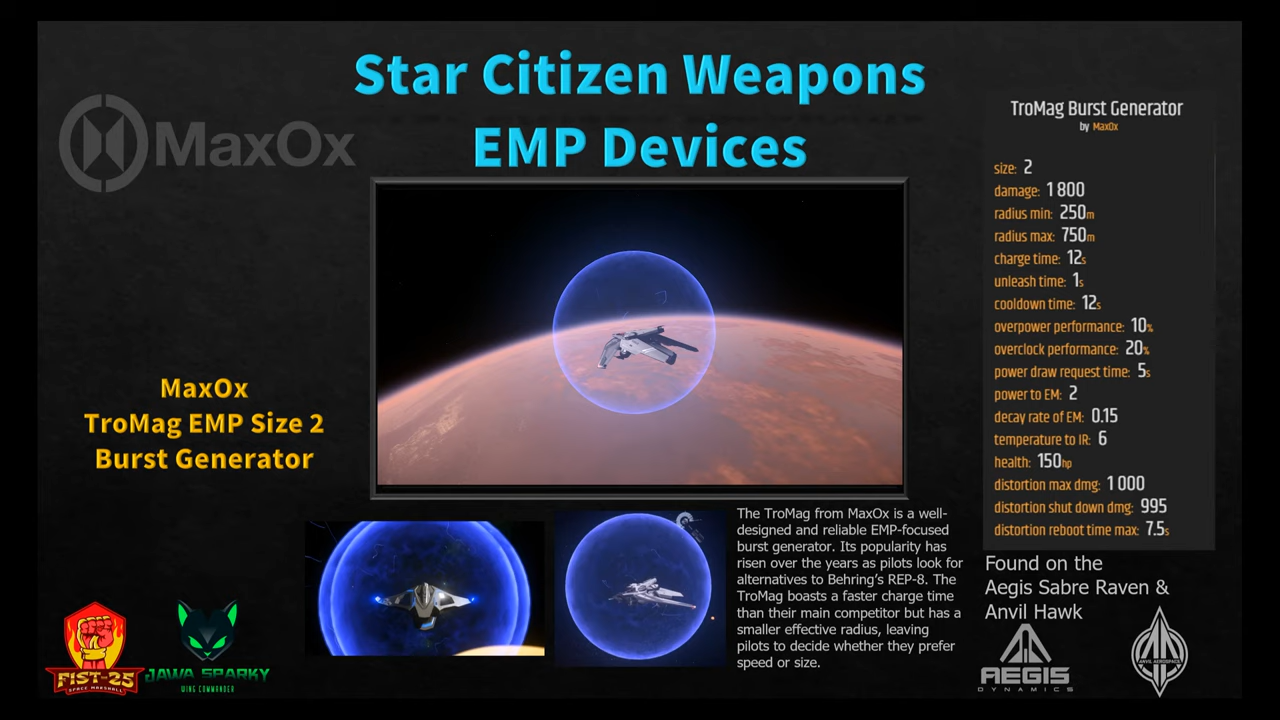 Star Citizen Weapons
EMP Devices
MaxOx
MaxOx
TroMag EMP Size 2
Burst Generator
TroMag Burst Generator
by MaxOx
size: 2
damage: 1 800
radius min: 250m
radius max: 750m
charge time: 12s
unleash time: 1s
cooldown time: 12s
overpower performance: 10%
overclock performance: 20%
power draw request time: 5s
power to EM: 2
decay rate of EM: 0.15
temperature to IR: 6
health: 150hp
distortion max dmg: 1 000
distortion shut down dmg: 995
distortion reboot time max: 7.5s
The TroMag from MaxOx is a well-
designed and reliable EMP-focused
burst generator. Its popularity has
risen over the years as pilots look for
alternatives to Behring's REP-8. The
TroMag boasts a faster charge time
than their main competitor but has a
smaller effective radius, leaving
pilots to decide whether they prefer
speed or size.
Found on the
Aegis Sabre Raven &
Anvil Hawk
FIST-25
SPACE MARSHALL
JAWA SPARKY
WING COMMANDER
AEGIS
DYNAMICS
ANVIL AEROSPACE